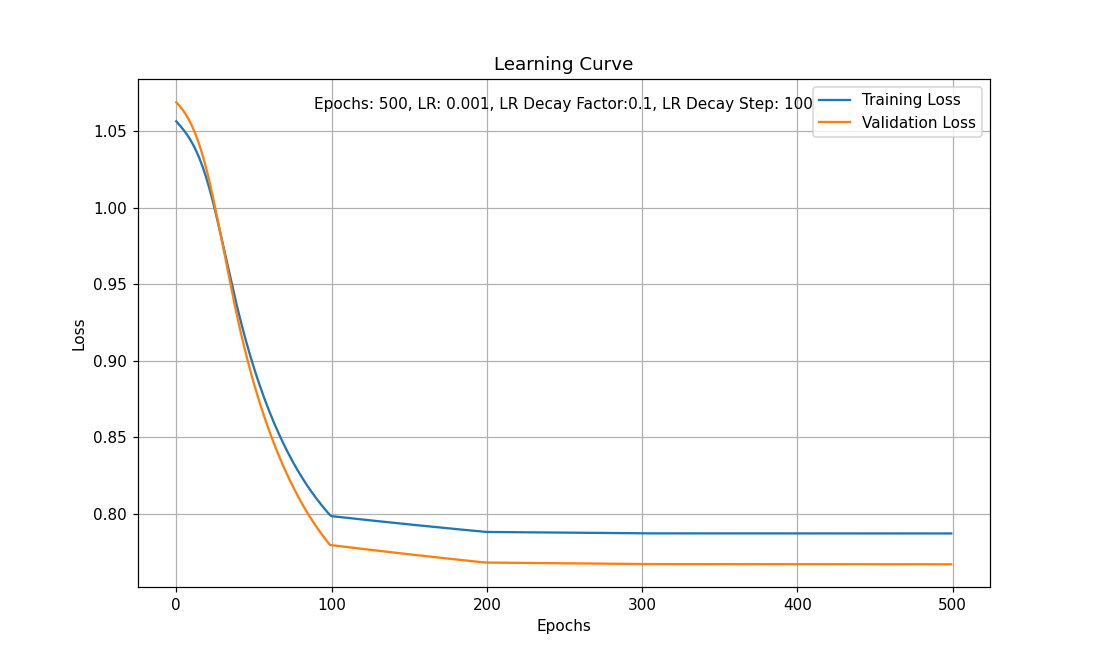 Learning Curve
Epochs: 500, LR: 0.001, LR Decay Factor:0.1, LR Decay Step: 100
Training Loss
Validation Loss
Loss
1.05
1.00
0.95
0.90
0.85
0.80
0 100 200 300 400 500
Epochs